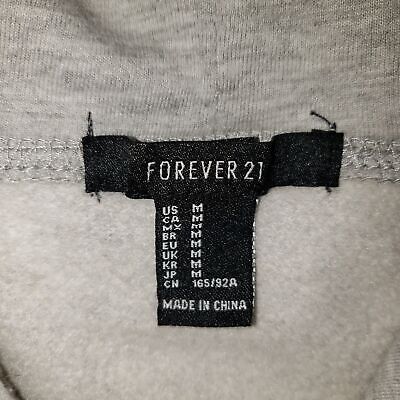 FOREVER 21
US M
CA M
MX M
BR M
EU M
UK M
KR M
JP M
CN 165/92A
MADE IN CHINA